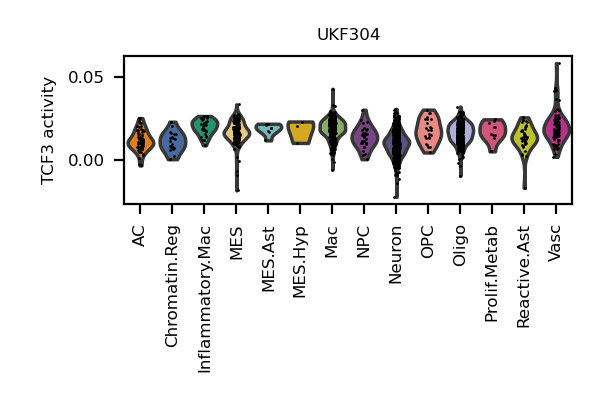 UKF304
TCF3 activity
0.05
0.00
AC
Chromatin.Reg
Inflammatory.Mac
MES
MES.Ast
MES.Hyp
Mac
NPC
Neuron
OPC
Oligo
Prolif.Metab
Reactive.Ast
Vasc